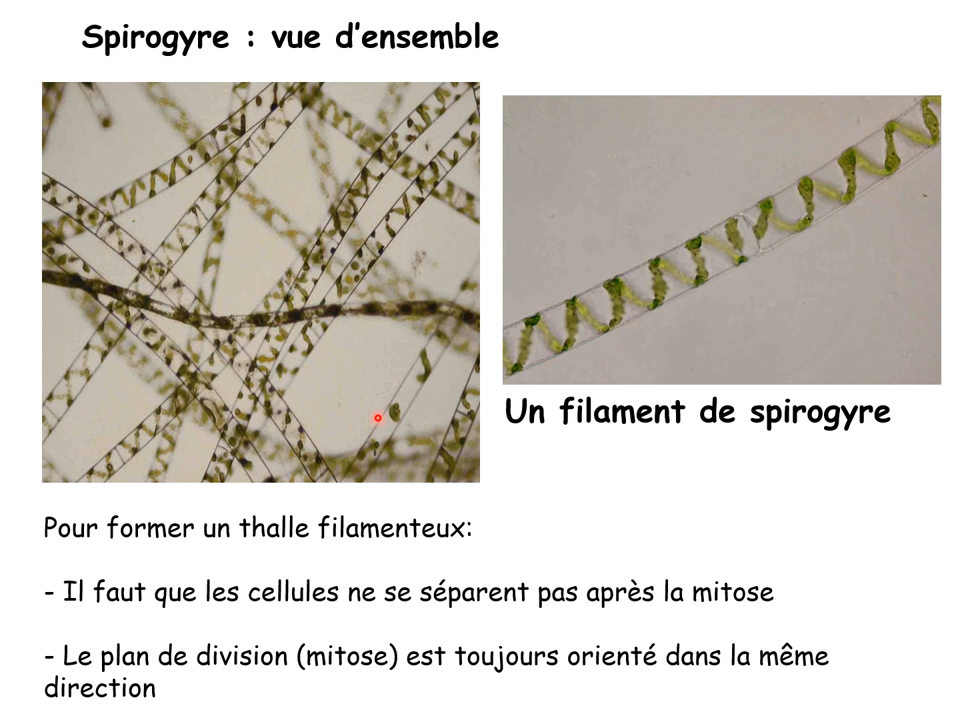 Spirogyre : vue d’ensemble
Un filament de spirogyre
Pour former un thalle filamenteux:
- Il faut que les cellules ne se séparent pas après la mitose
- Le plan de division (mitose) est toujours orienté dans la même
direction